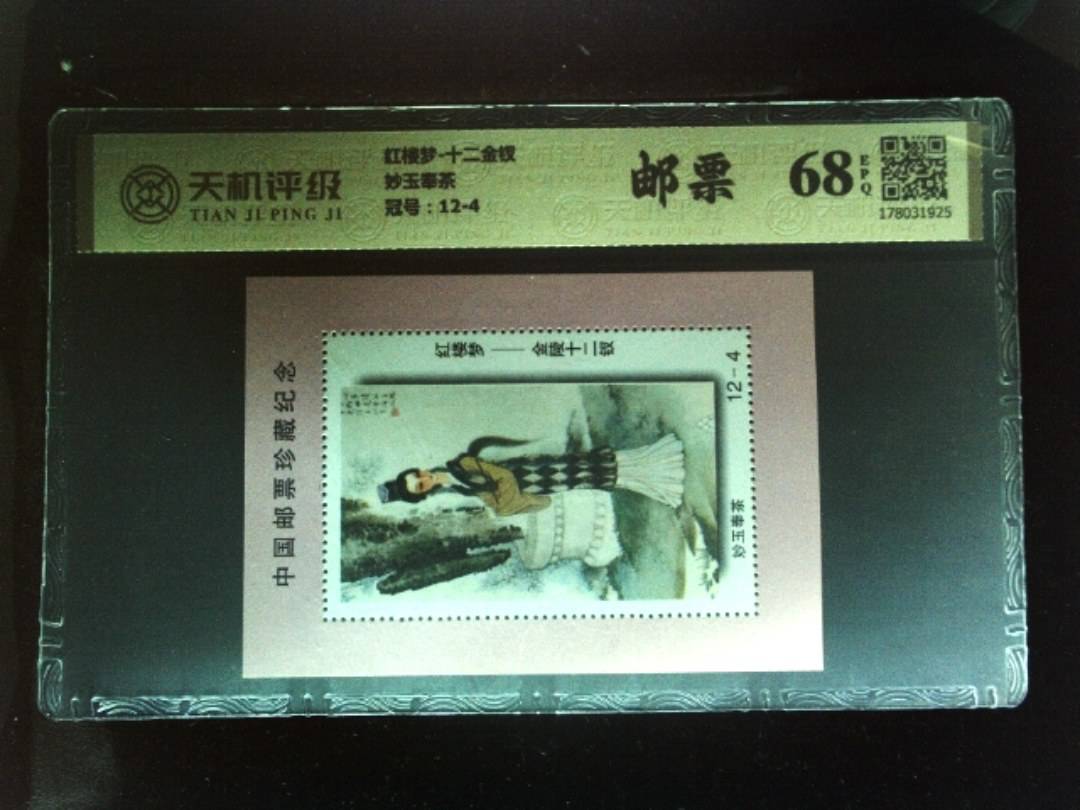 天机评级
TIAN JI PING JI
红楼梦-十二金钗
妙玉奉茶
冠号：12-4
邮票
68
EPQ
178031925
中国邮票珍藏纪念
红楼梦——金陵十二钗
12-4
妙玉奉茶